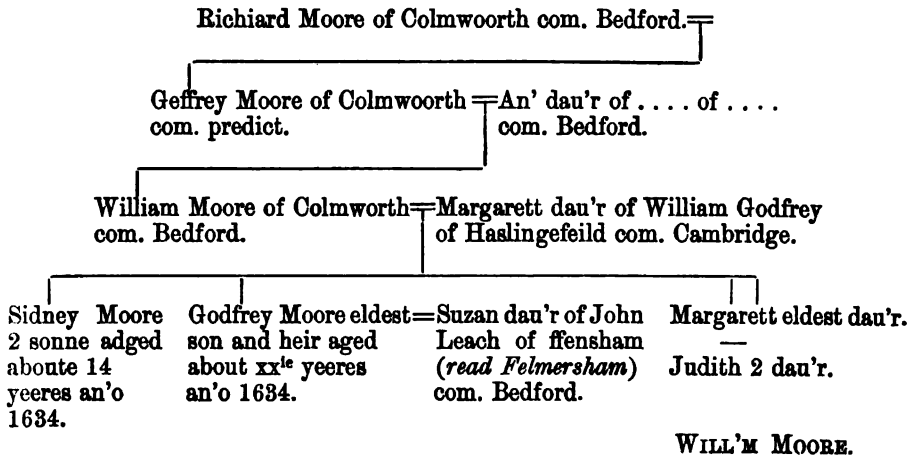 Richiard Moore of Colmwoorth com. Bedford.
Geffrey Moore of Colmwoorth
com. predict.
An' dau'r of . . . . of . . . .
com. Bedford.
William Moore of Colmworth
com. Bedford.
Margarett dau'r of William Godfrey
of Haslingefeild com. Cambridge.
Sidney Moore
2 sonne adged
aboute 14
yeeres an'o
1634.
Godfrey Moore eldest
son and heir aged
about xxᵗᵉ yeeres
an'o 1634.
Suzan dau'r of John
Leach of ffensham
(read Felmersham)
com. Bedford.
Margarett eldest dau'r.
Judith 2 dau'r.
WILL'M MOORE.